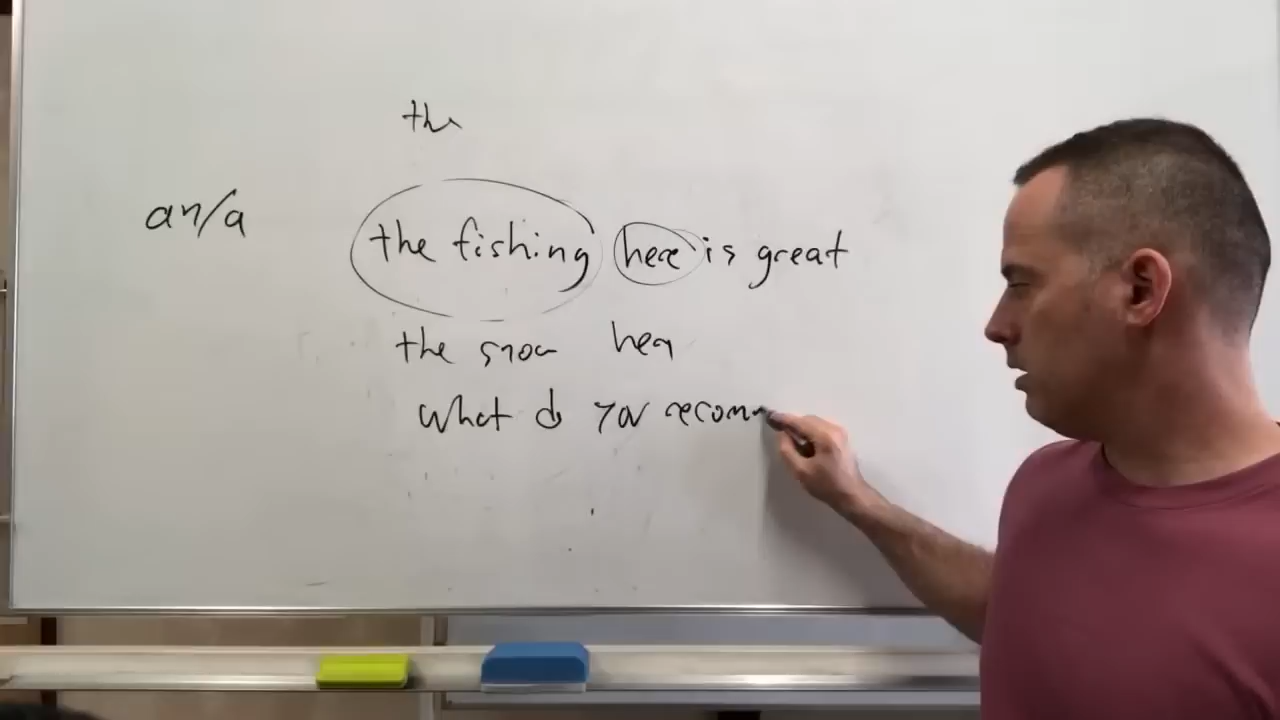 the
an/a
the fishing here is great
the snow here
What do you recomm